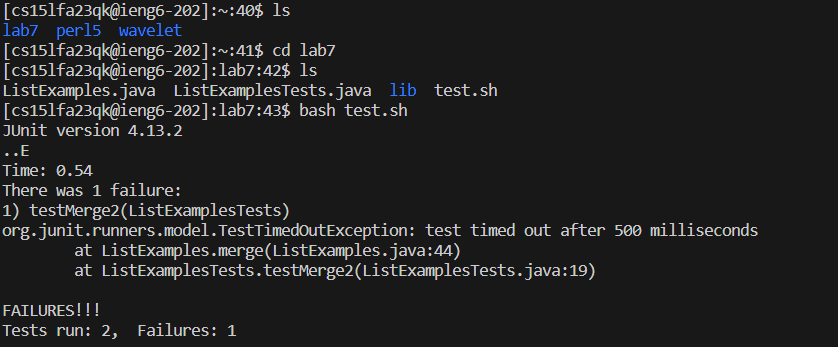 [cs15lfa23qk@ieng6-202]:~:40$ ls
lab7  perl5  wavelet
[cs15lfa23qk@ieng6-202]:~:41$ cd lab7
[cs15lfa23qk@ieng6-202]:lab7:42$ ls
ListExamples.java  ListExamplesTests.java  lib  test.sh
[cs15lfa23qk@ieng6-202]:lab7:43$ bash test.sh
JUnit version 4.13.2
..E
Time: 0.54
There was 1 failure:
1) testMerge2(ListExamplesTests)
org.junit.runners.model.TestTimedOutException: test timed out after 500 milliseconds
        at ListExamples.merge(ListExamples.java:44)
        at ListExamplesTests.testMerge2(ListExamplesTests.java:19)
FAILURES!!!
Tests run: 2,  Failures: 1